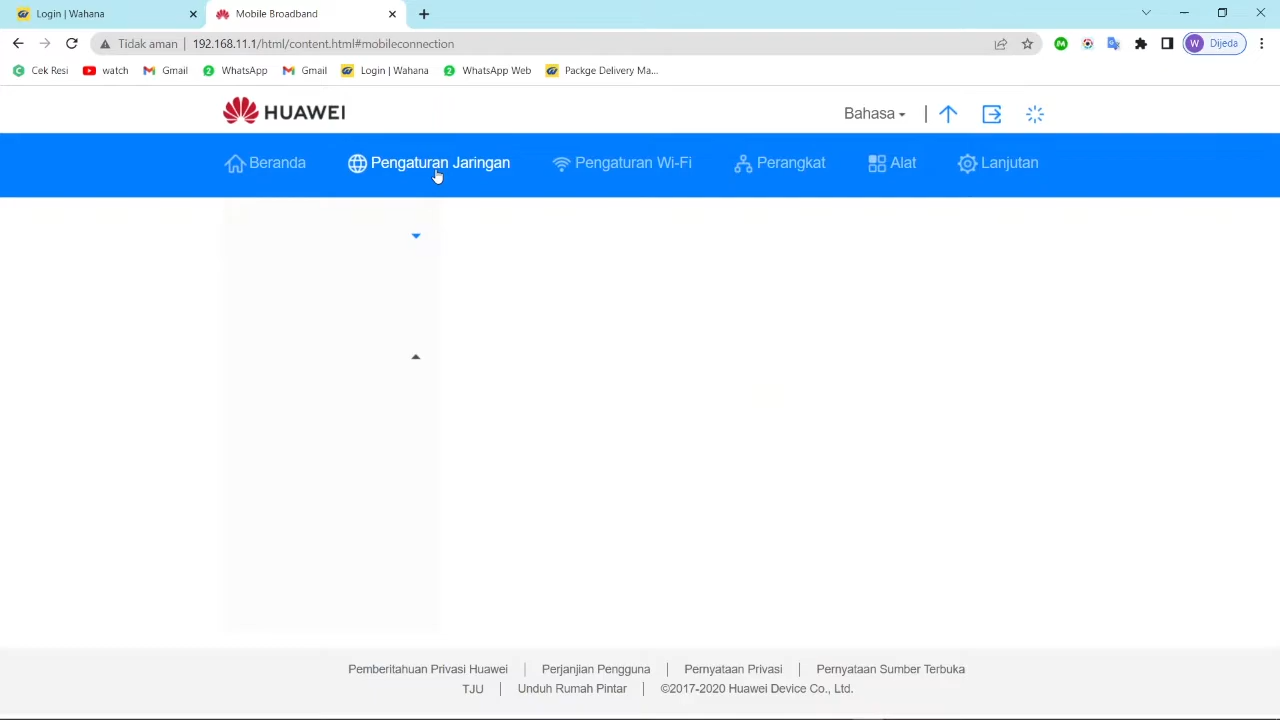 Login | Wahana
Mobile Broadband
Tidak aman | 192.168.11.1/html/content.html#mobileconnection
W Dijeda
Cek Resi watch Gmail WhatsApp Gmail Login | Wahana WhatsApp Web Packge Delivery Ma...
HUAWEI
Bahasa
Beranda Pengaturan Jaringan Pengaturan Wi-Fi Perangkat Alat Lanjutan
Pemberitahuan Privasi Huawei | Perjanjian Pengguna | Pernyataan Privasi | Pernyataan Sumber Terbuka
TJU | Unduh Rumah Pintar | ©2017-2020 Huawei Device Co., Ltd.